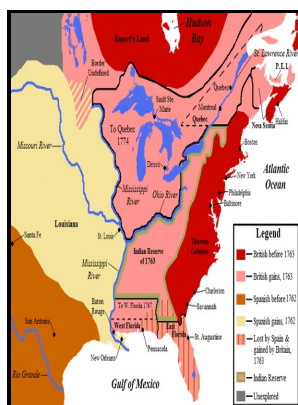 Hudson
Bay
Rupert's Land
Border
Undefined
St. Lawrence River
P.E.I.
Sault Ste.
Marie
Quebec
Montreal
Quebec
Nova Scotia
Halifax
To Quebec
1774
Boston
Missouri River
Detroit
Atlantic
Ocean
Mississippi
River
Ohio River
New York
Philadelphia
Baltimore
Louisiana
St. Louis
Indian Reserve
of 1763
Thirteen
Colonies
Santa Fe
Mississippi
River
Legend
British before 1763
British gains, 1763
Spanish before 1762
Spanish gains, 1762
Lost by Spain &
gained by Britain,
1763
Indian Reserve
Unexplored
Charleston
Savannah
Baton
Rouge
To W. Florida 1767
West Florida
East
Florida
San Antonio
St. Augustine
New Orleans
Pensacola
Rio Grande
Gulf of Mexico